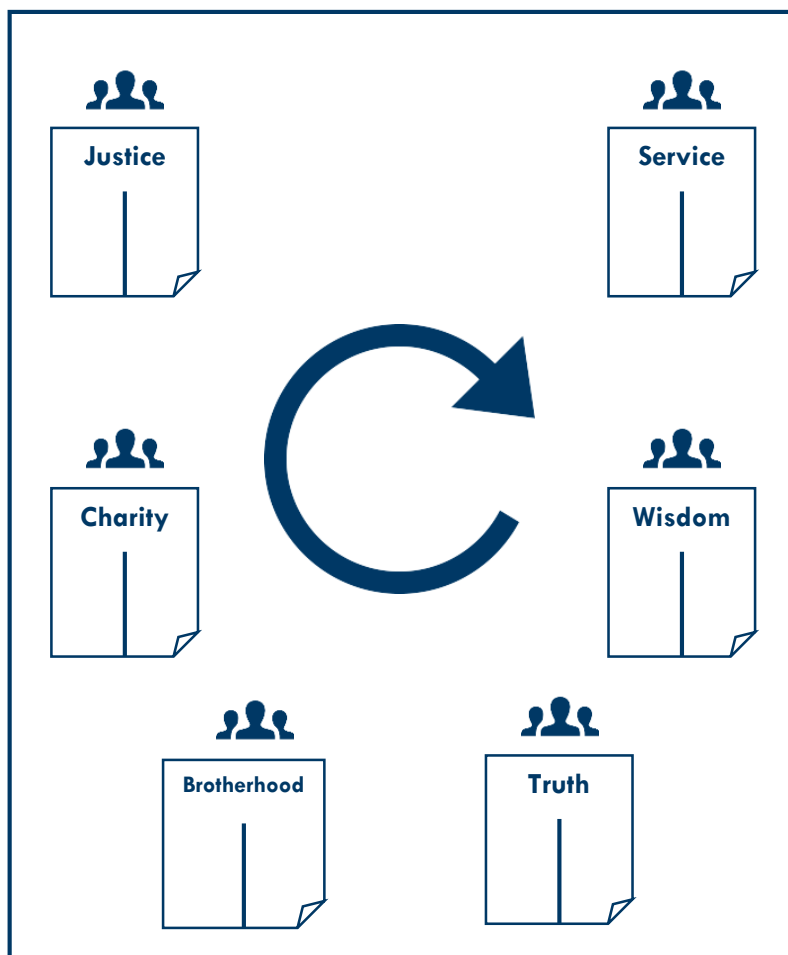 Justice
Service
Charity
Wisdom
Brotherhood
Truth